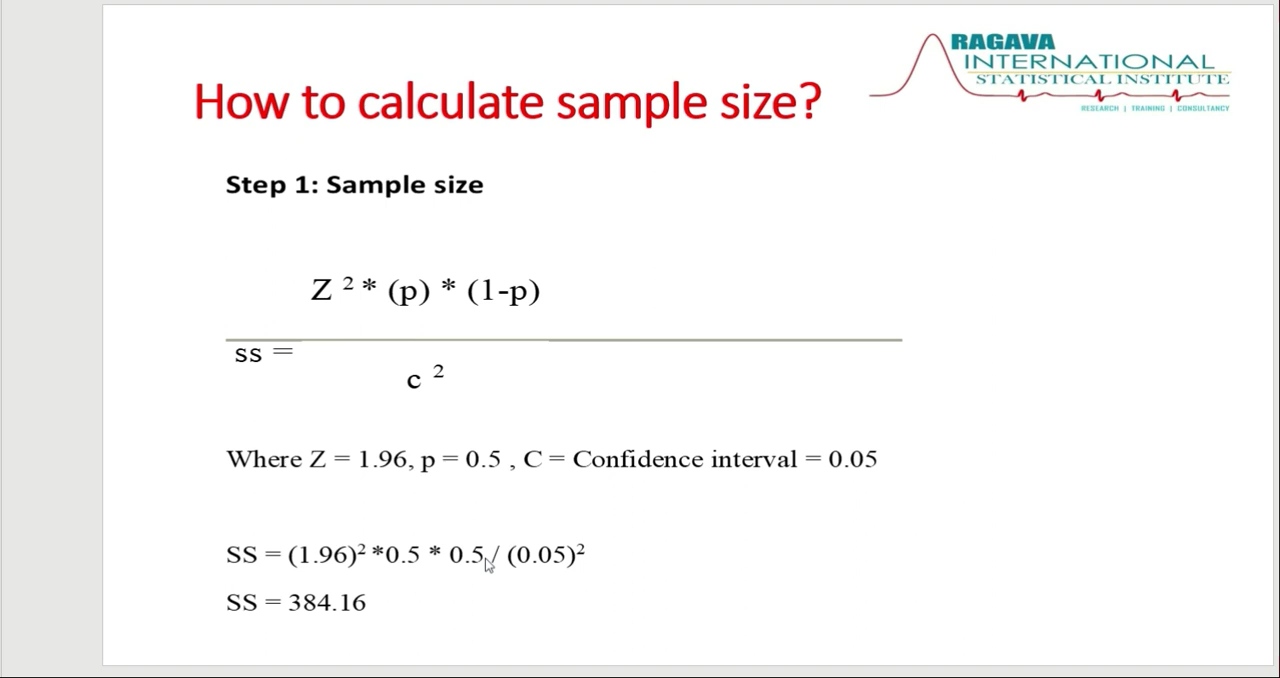 RAGAVA
INTERNATIONAL
STATISTICAL INSTITUTE
RESEARCH | TRAINING | CONSULTANCY
How to calculate sample size?
Step 1: Sample size
Z ² * (p) * (1-p)
ss =
c ²
Where Z = 1.96, p = 0.5 , C = Confidence interval = 0.05
SS = (1.96)² *0.5 * 0.5 / (0.05)²
SS = 384.16